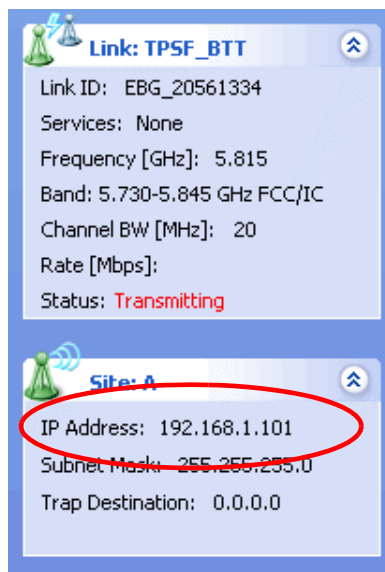 Link: TPSF_BTT
Link ID: EBG_20561334
Services: None
Frequency [GHz]: 5.815
Band: 5.730-5.845 GHz FCC/IC
Channel BW [MHz]: 20
Rate [Mbps]:
Status: Transmitting
Site: A
IP Address: 192.168.1.101
Subnet Mask: 255.255.255.0
Trap Destination: 0.0.0.0